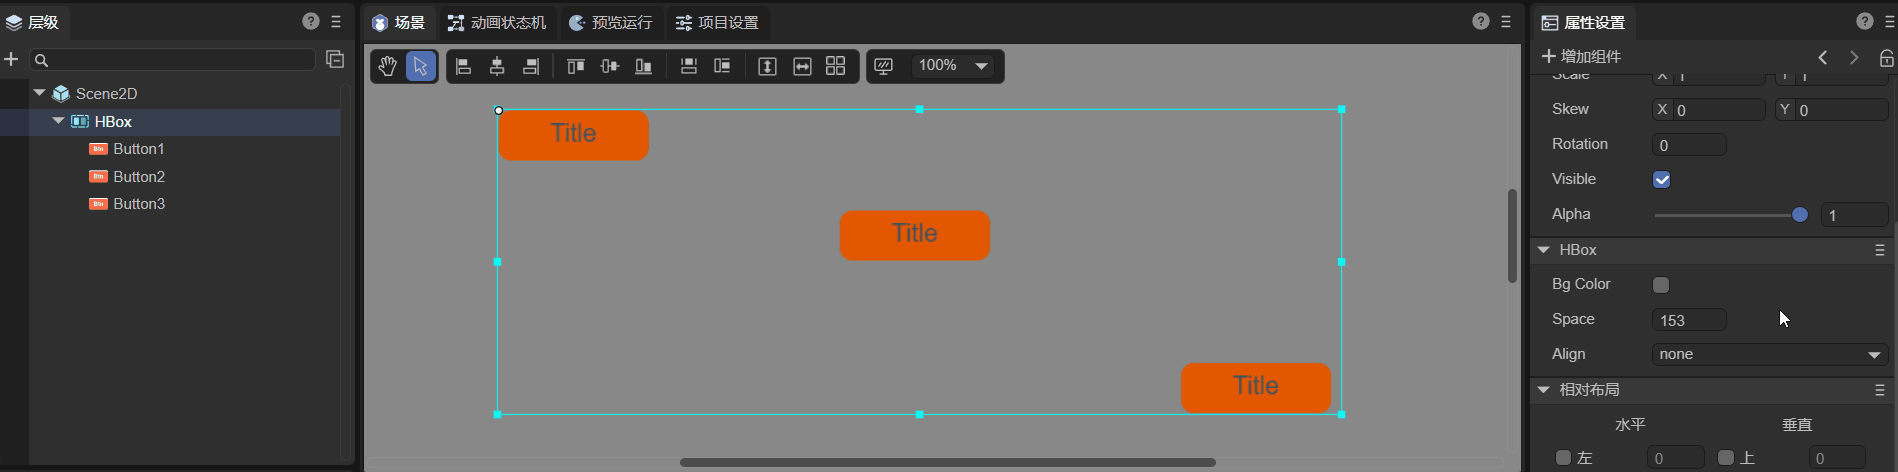 层级
Scene2D
HBox
Button1
Button2
Button3
场景
动画状态机
预览运行
项目设置
100%
Title
Title
Title
属性设置
增加组件
Scale X 1 Y 1
Skew X 0 Y 0
Rotation 0
Visible
Alpha 1
HBox
Bg Color
Space 153
Align none
相对布局
水平 垂直
左 0 上 0